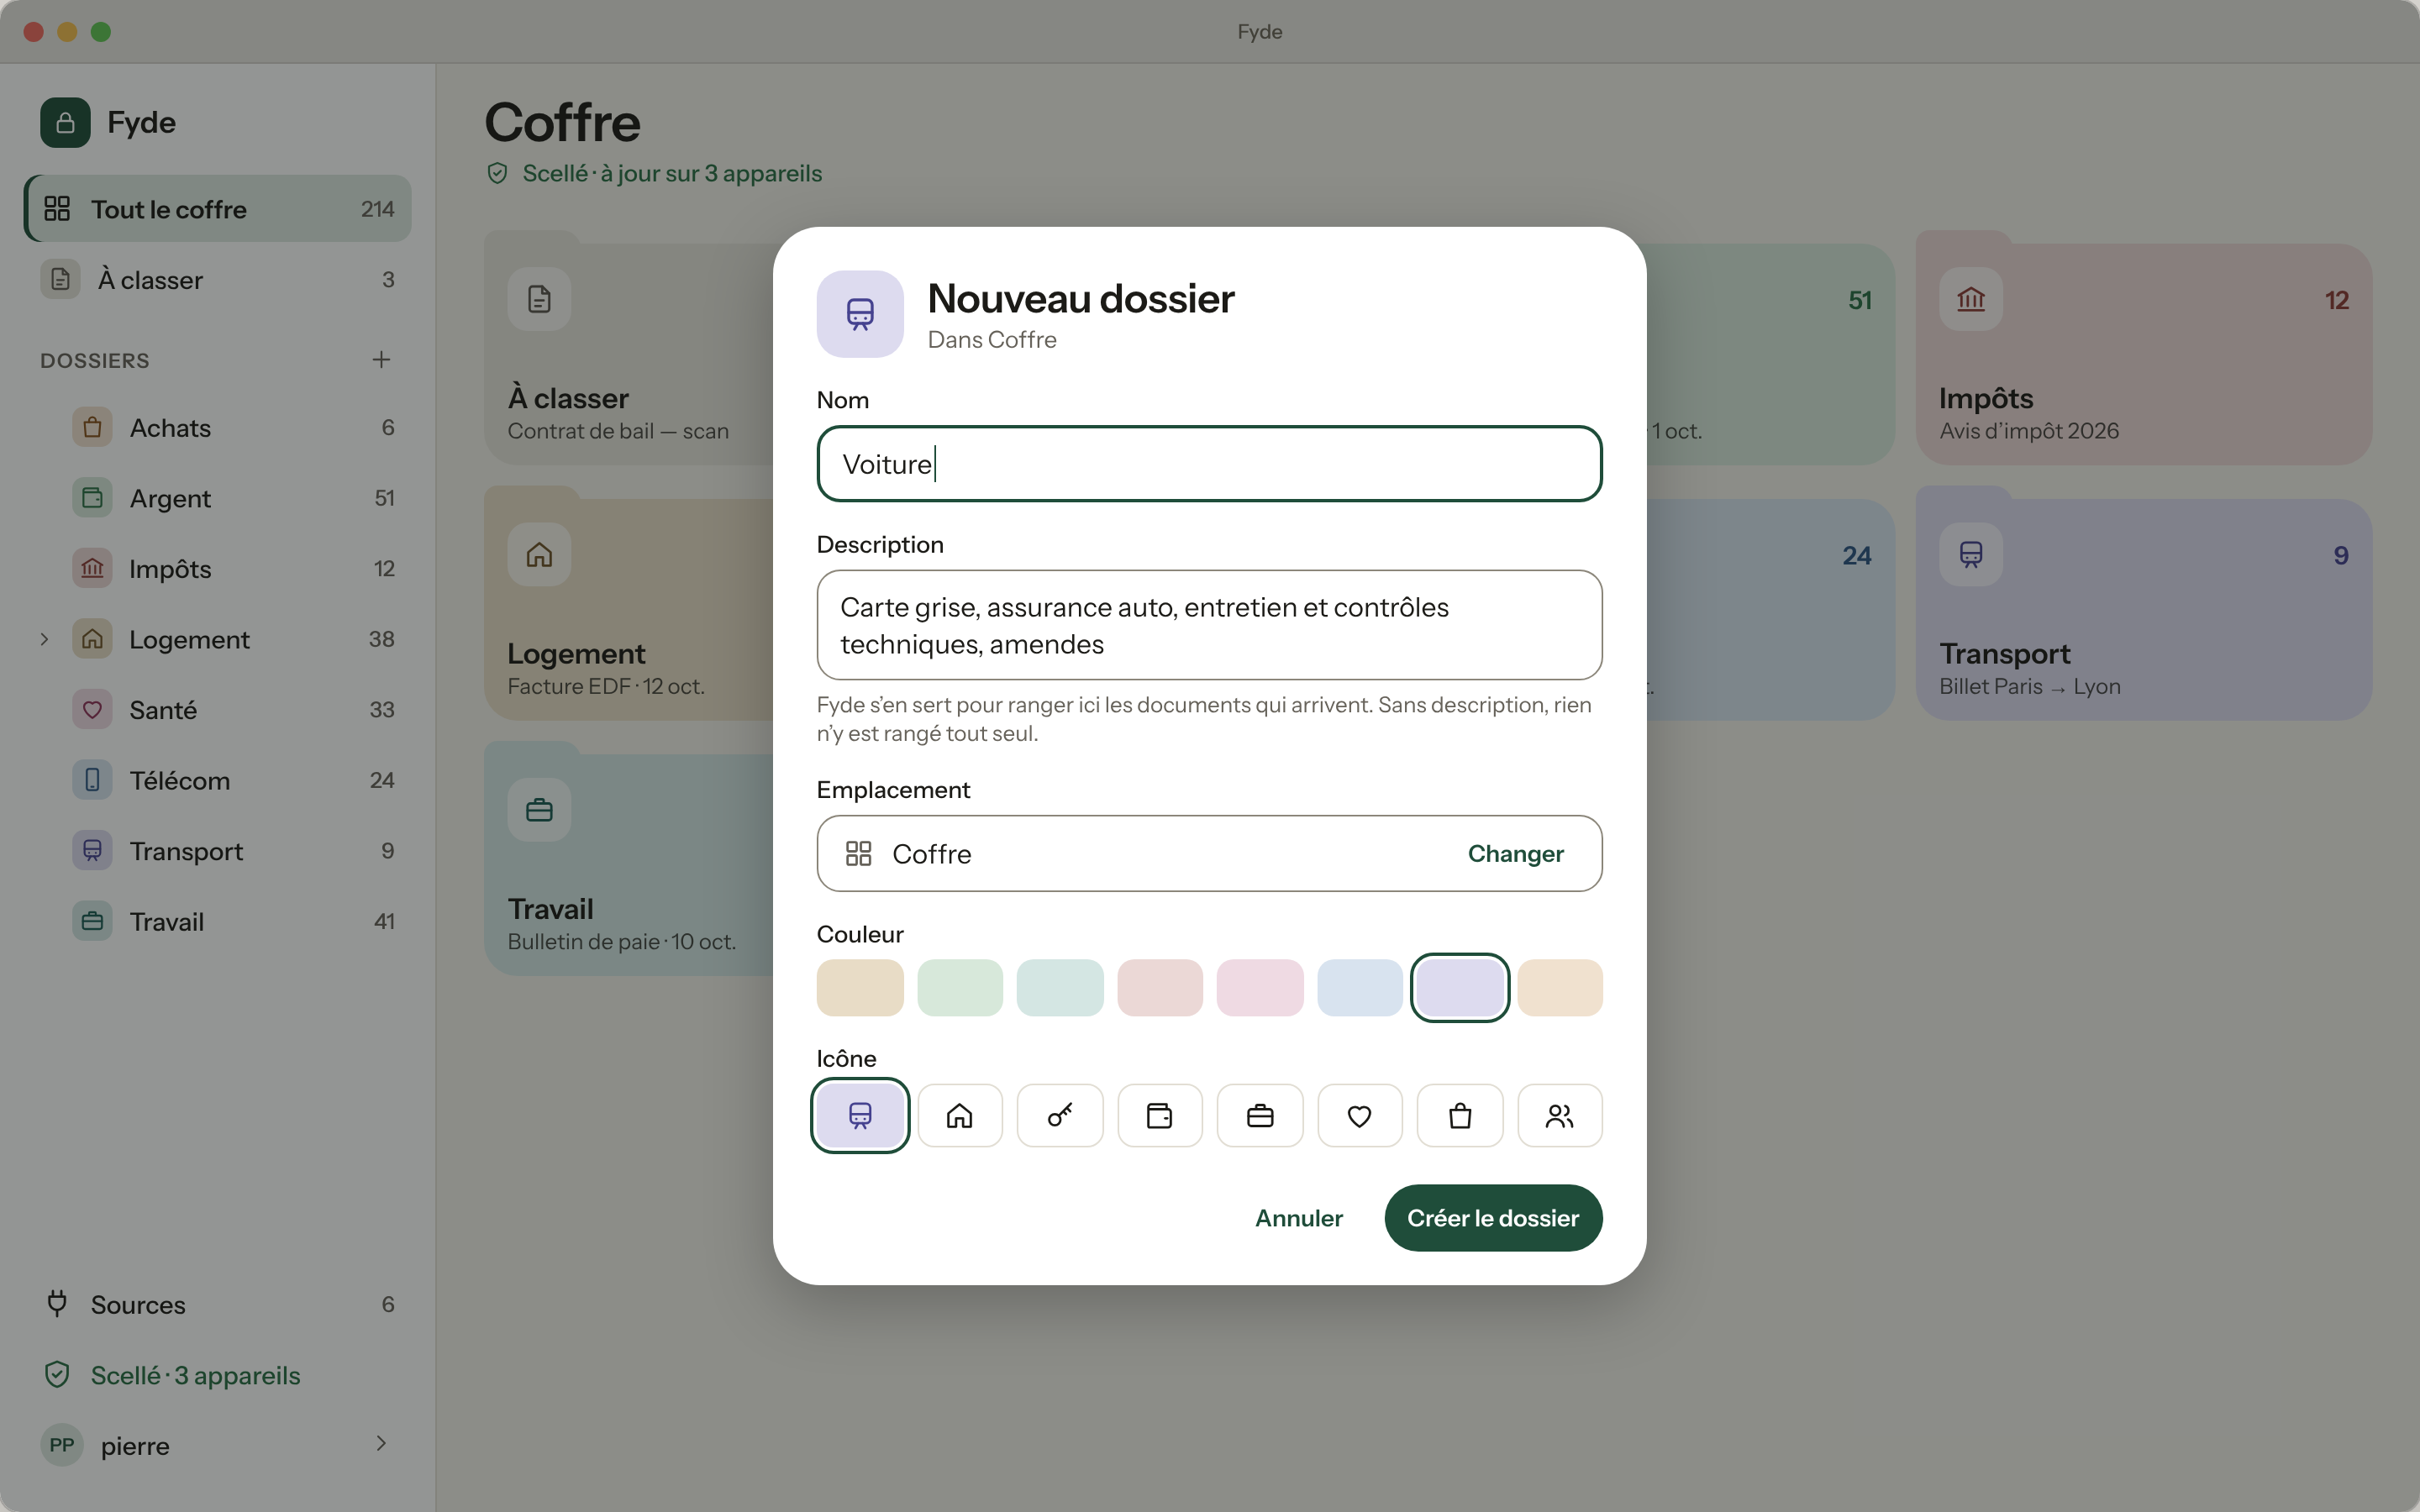 Fyde
Fyde
Tout le coffre 214
À classer 3
DOSSIERS
Achats 6
Argent 51
Impôts 12
Logement 38
Santé 33
Télécom 24
Transport 9
Travail 41
Sources 6
Scellé · 3 appareils
PP pierre
Coffre
Scellé · à jour sur 3 appareils
À classer
Contrat de bail — scan
51
1 oct.
12
Impôts
Avis d’impôt 2026
Logement
Facture EDF · 12 oct.
24
9
Transport
Billet Paris → Lyon
Travail
Bulletin de paie · 10 oct.
Nouveau dossier
Dans Coffre
Nom
Voiture
Description
Carte grise, assurance auto, entretien et contrôles
techniques, amendes
Fyde s’en sert pour ranger ici les documents qui arrivent. Sans description, rien
n’y est rangé tout seul.
Emplacement
Coffre Changer
Couleur
Icône
Annuler Créer le dossier